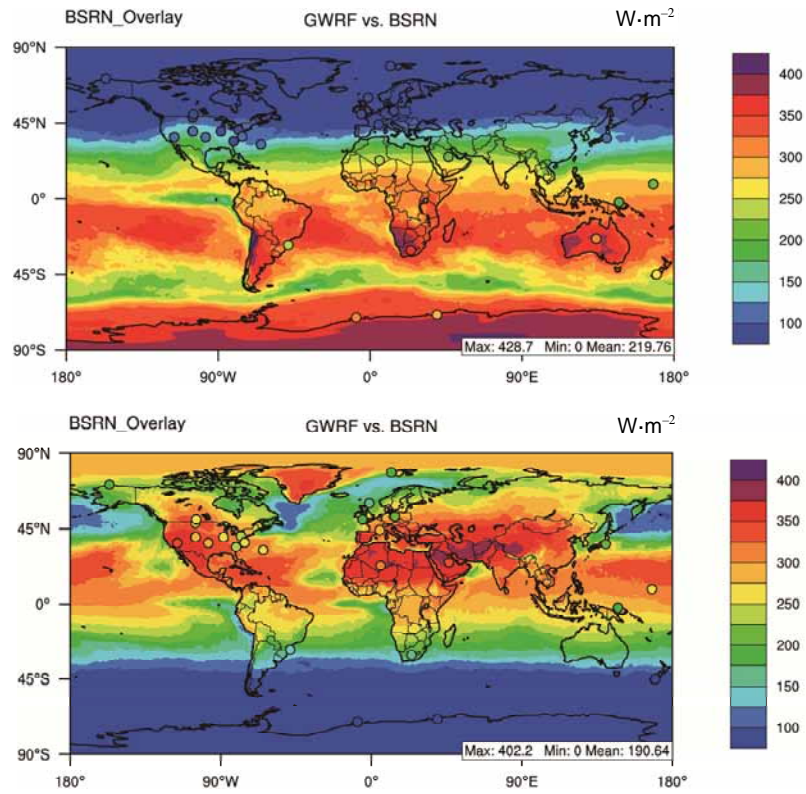 BSRN_Overlay GWRF vs. BSRN W·m⁻²
90°N
45°N
0°
45°S
90°S
180° 90°W 0° 90°E 180°
Max: 428.7 Min: 0 Mean: 219.76
400
350
300
250
200
150
100
BSRN_Overlay GWRF vs. BSRN W·m⁻²
90°N
45°N
0°
45°S
90°S
180° 90°W 0° 90°E 180°
Max: 402.2 Min: 0 Mean: 190.64
400
350
300
250
200
150
100